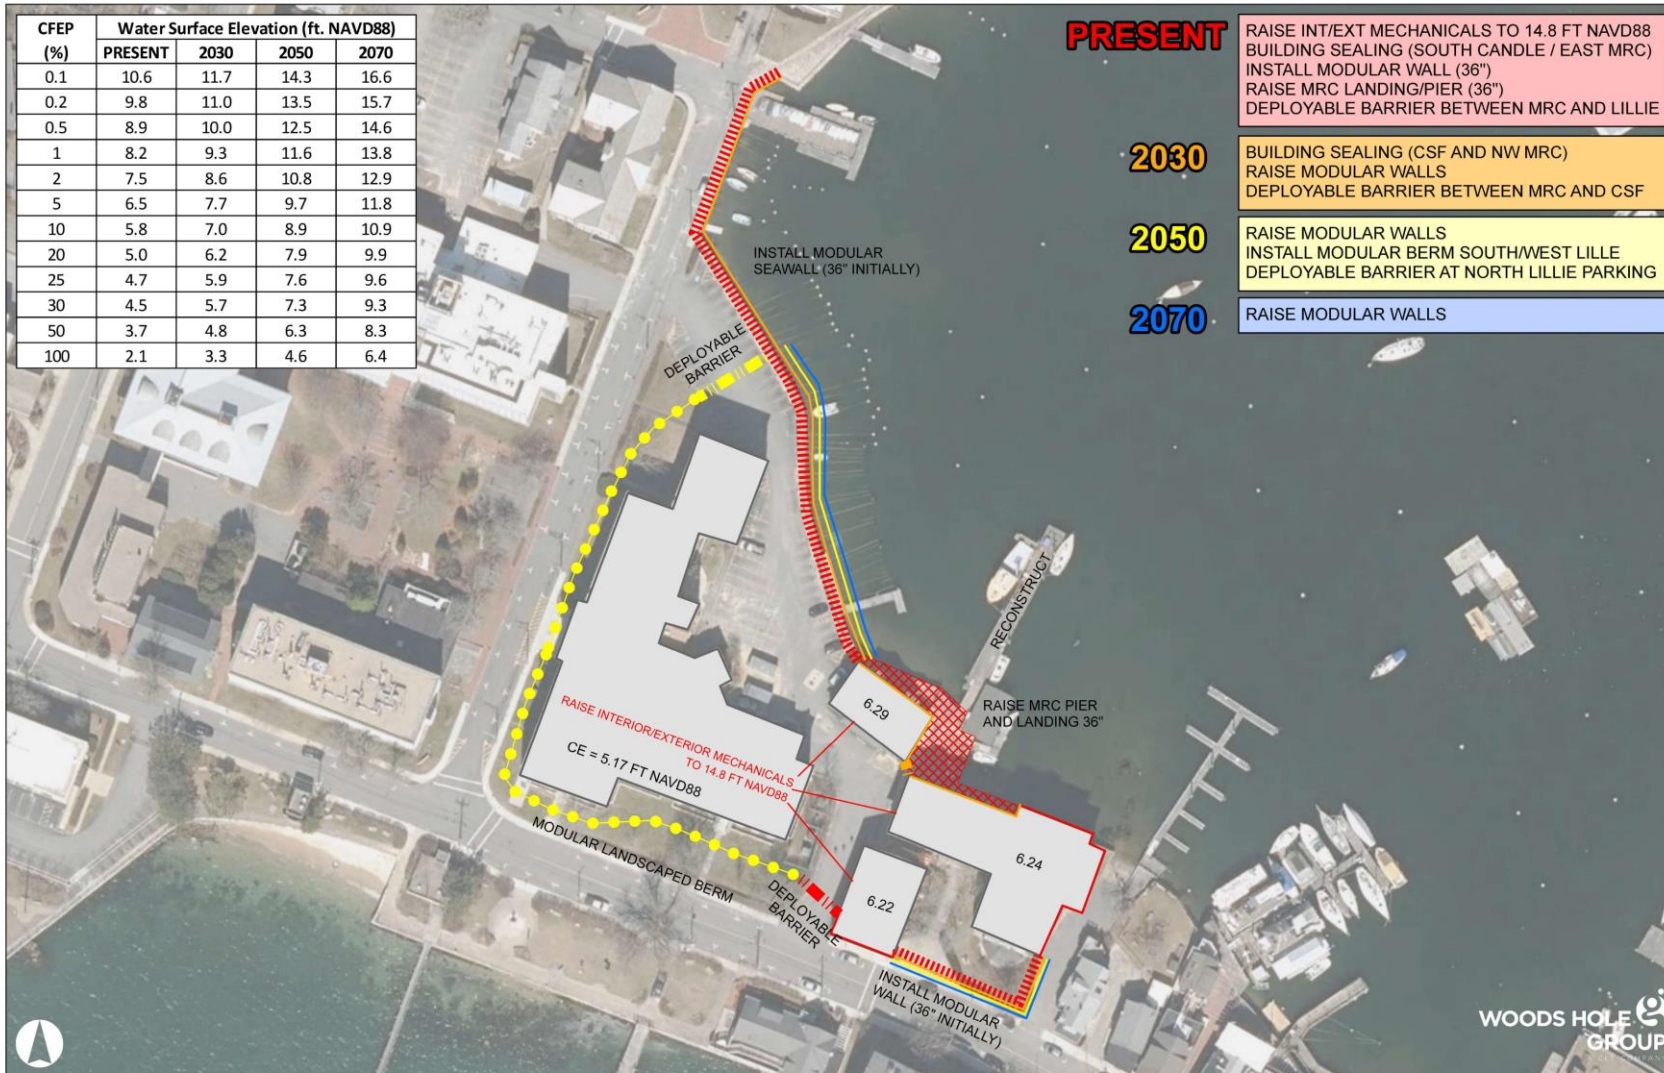 CFEP Water Surface Elevation (ft. NAVD88)
(%) PRESENT 2030 2050 2070
0.1 10.6 11.7 14.3 16.6
0.2 9.8 11.0 13.5 15.7
0.5 8.9 10.0 12.5 14.6
1 8.2 9.3 11.6 13.8
2 7.5 8.6 10.8 12.9
5 6.5 7.7 9.7 11.8
10 5.8 7.0 8.9 10.9
20 5.0 6.2 7.9 9.9
25 4.7 5.9 7.6 9.6
30 4.5 5.7 7.3 9.3
50 3.7 4.8 6.3 8.3
100 2.1 3.3 4.6 6.4
PRESENT
RAISE INT/EXT MECHANICALS TO 14.8 FT NAVD88
BUILDING SEALING (SOUTH CANDLE / EAST MRC)
INSTALL MODULAR WALL (36")
RAISE MRC LANDING/PIER (36")
DEPLOYABLE BARRIER BETWEEN MRC AND LILLIE
2030
BUILDING SEALING (CSF AND NW MRC)
RAISE MODULAR WALLS
DEPLOYABLE BARRIER BETWEEN MRC AND CSF
2050
RAISE MODULAR WALLS
INSTALL MODULAR BERM SOUTH/WEST LILLE
DEPLOYABLE BARRIER AT NORTH LILLIE PARKING
2070
RAISE MODULAR WALLS
INSTALL MODULAR
SEAWALL (36" INITIALLY)
DEPLOYABLE
BARRIER
RECONSTRUCT
RAISE MRC PIER
AND LANDING 36"
6.29
RAISE INTERIOR/EXTERIOR MECHANICALS
TO 14.8 FT NAVD88
CE = 5.17 FT NAVD88
6.24
6.22
MODULAR LANDSCAPED BERM
DEPLOYABLE
BARRIER
INSTALL MODULAR
WALL (36" INITIALLY)
WOODS HOLE
GROUP